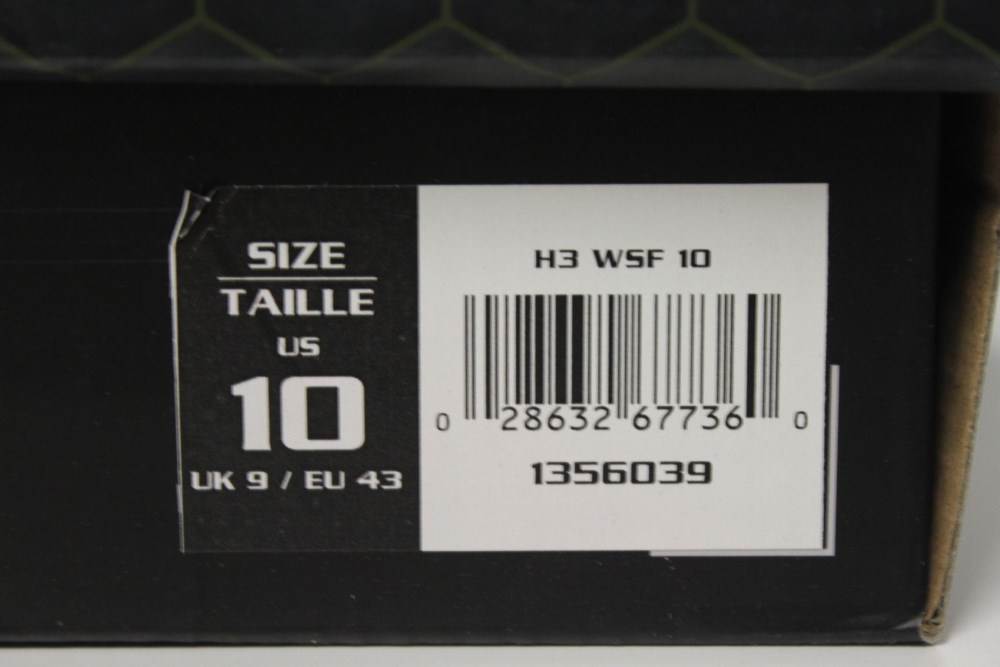 SIZE
TAILLE
US
10
UK 9 / EU 43
H3 WSF 10
0 28632 67736 0
1356039